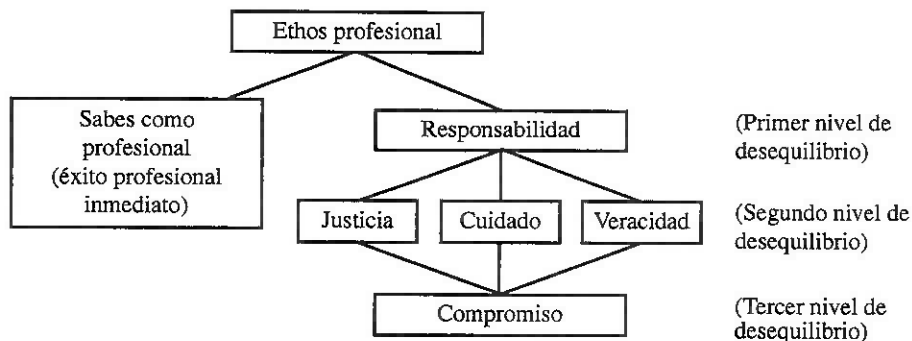 Ethos profesional
Sabes como
profesional
(éxito profesional
inmediato)
Responsabilidad
(Primer nivel de
desequilibrio)
Justicia
Cuidado
Veracidad
(Segundo nivel de
desequilibrio)
Compromiso
(Tercer nivel de
desequilibrio)